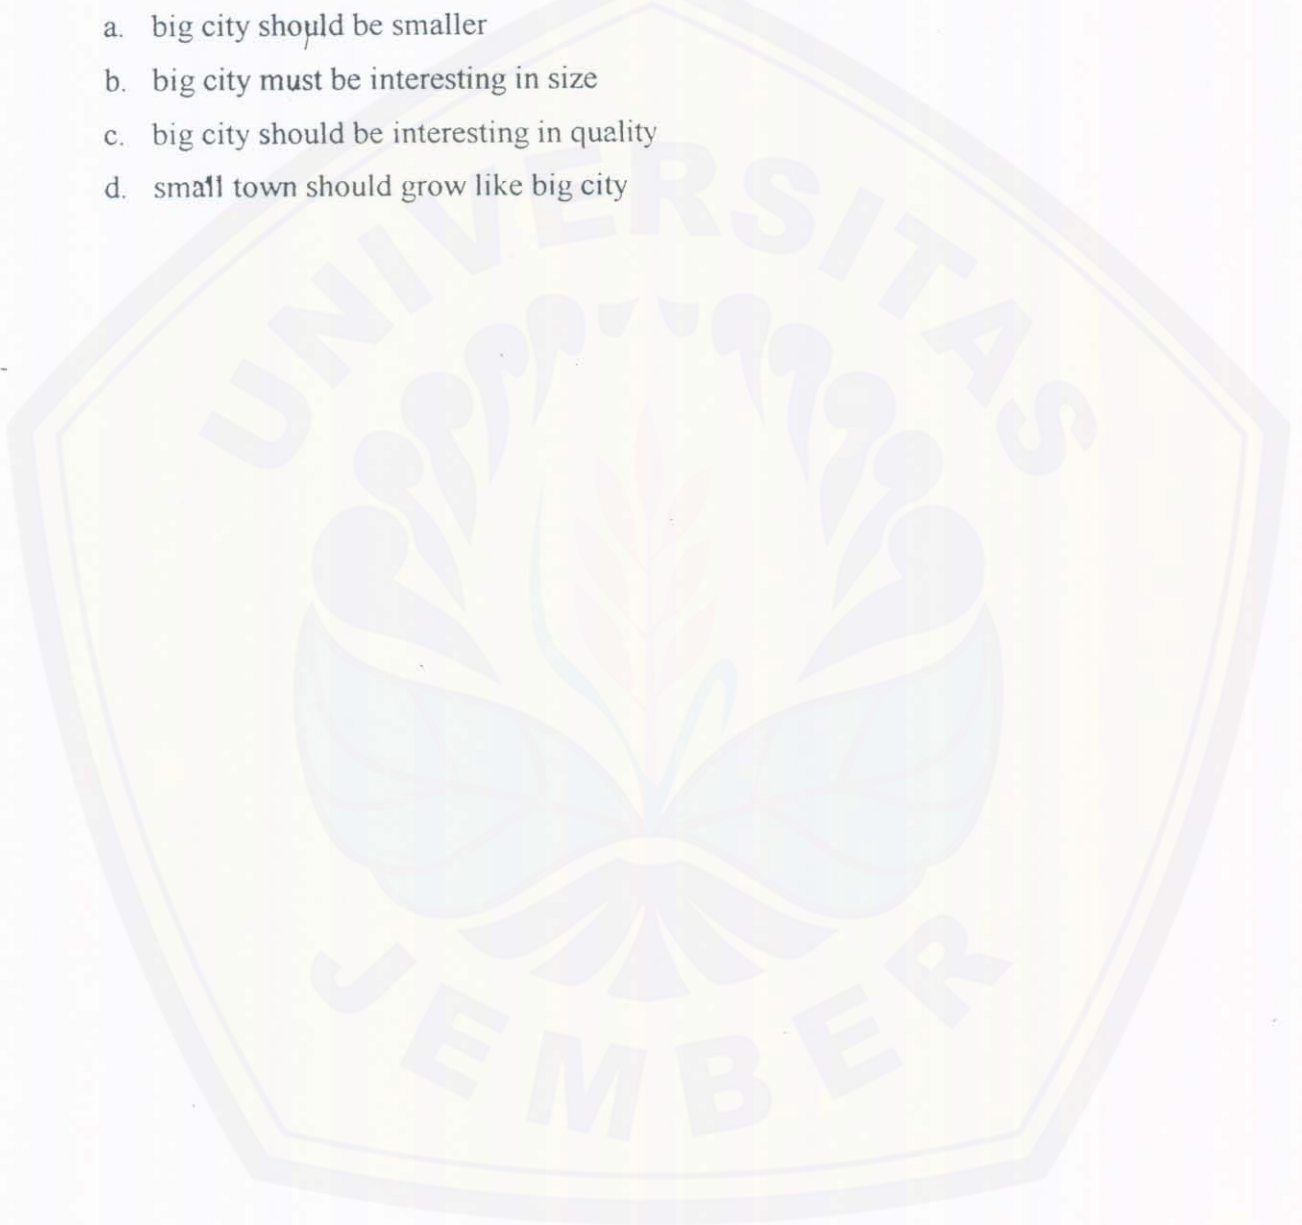 a. big city should be smaller
b. big city must be interesting in size
c. big city should be interesting in quality
d. small town should grow like big city
UNIVERSITAS
JEMBER